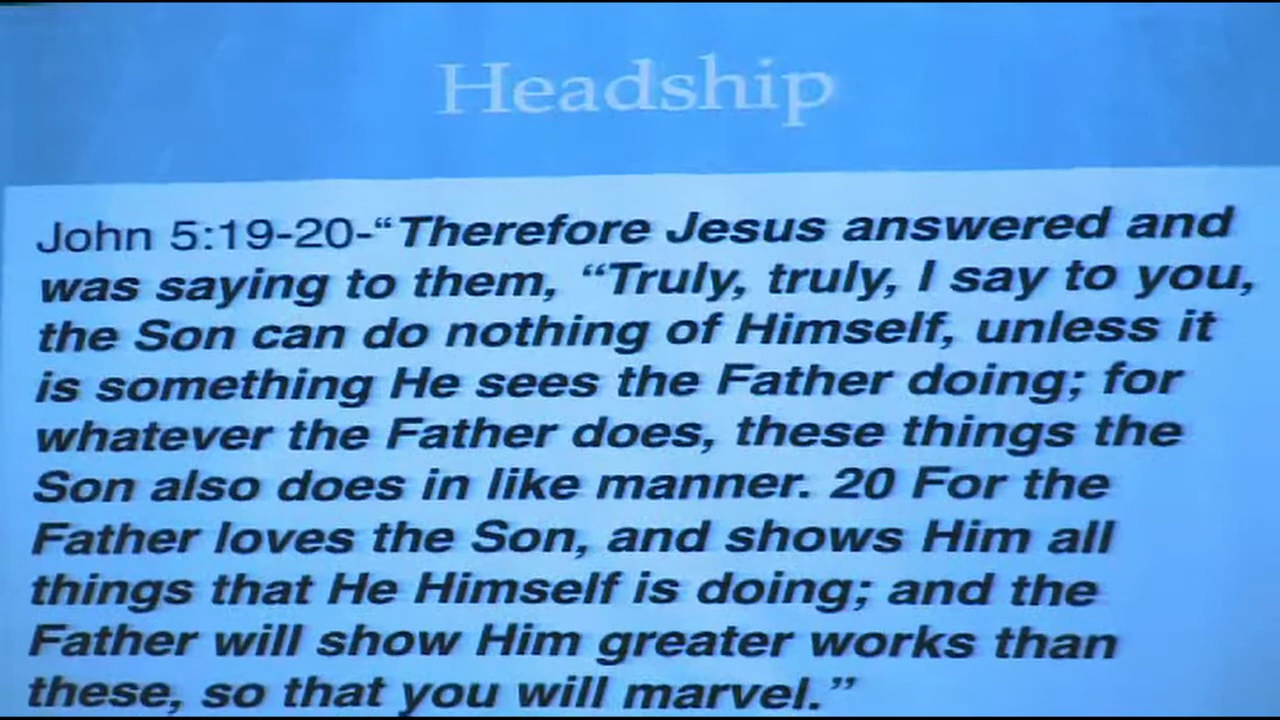 Headship
John 5:19-20-“Therefore Jesus answered and
was saying to them, “Truly, truly, I say to you,
the Son can do nothing of Himself, unless it
is something He sees the Father doing; for
whatever the Father does, these things the
Son also does in like manner. 20 For the
Father loves the Son, and shows Him all
things that He Himself is doing; and the
Father will show Him greater works than
these, so that you will marvel.”